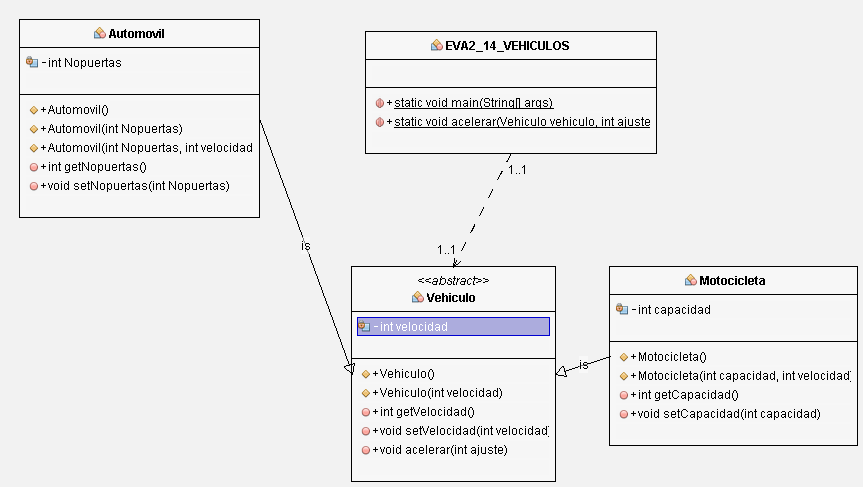 Automovil
- int Nopuertas
+ Automovil()
+ Automovil(int Nopuertas)
+ Automovil(int Nopuertas, int velocidad
+ int getNopuertas()
+ void setNopuertas(int Nopuertas)
EVA2_14_VEHICULOS
+ static void main(String[] args)
+ static void acelerar(Vehiculo vehiculo, int ajuste
1..1
is
1..1
<<abstract>>
Vehiculo
- int velocidad
+ Vehiculo()
+ Vehiculo(int velocidad)
+ int getVelocidad()
+ void setVelocidad(int velocidad)
+ void acelerar(int ajuste)
is
Motocicleta
- int capacidad
+ Motocicleta()
+ Motocicleta(int capacidad, int velocidad)
+ int getCapacidad()
+ void setCapacidad(int capacidad)